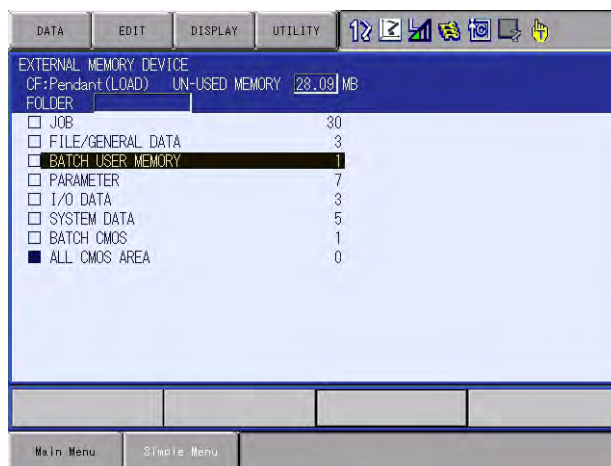 DATA EDIT DISPLAY UTILITY
EXTERNAL MEMORY DEVICE
CF:Pendant(LOAD) UN-USED MEMORY 28.09 MB
FOLDER
JOB 30
FILE/GENERAL DATA 3
BATCH USER MEMORY 1
PARAMETER 7
I/O DATA 3
SYSTEM DATA 5
BATCH CMOS 1
ALL CMOS AREA 0
Main Menu Simple Menu